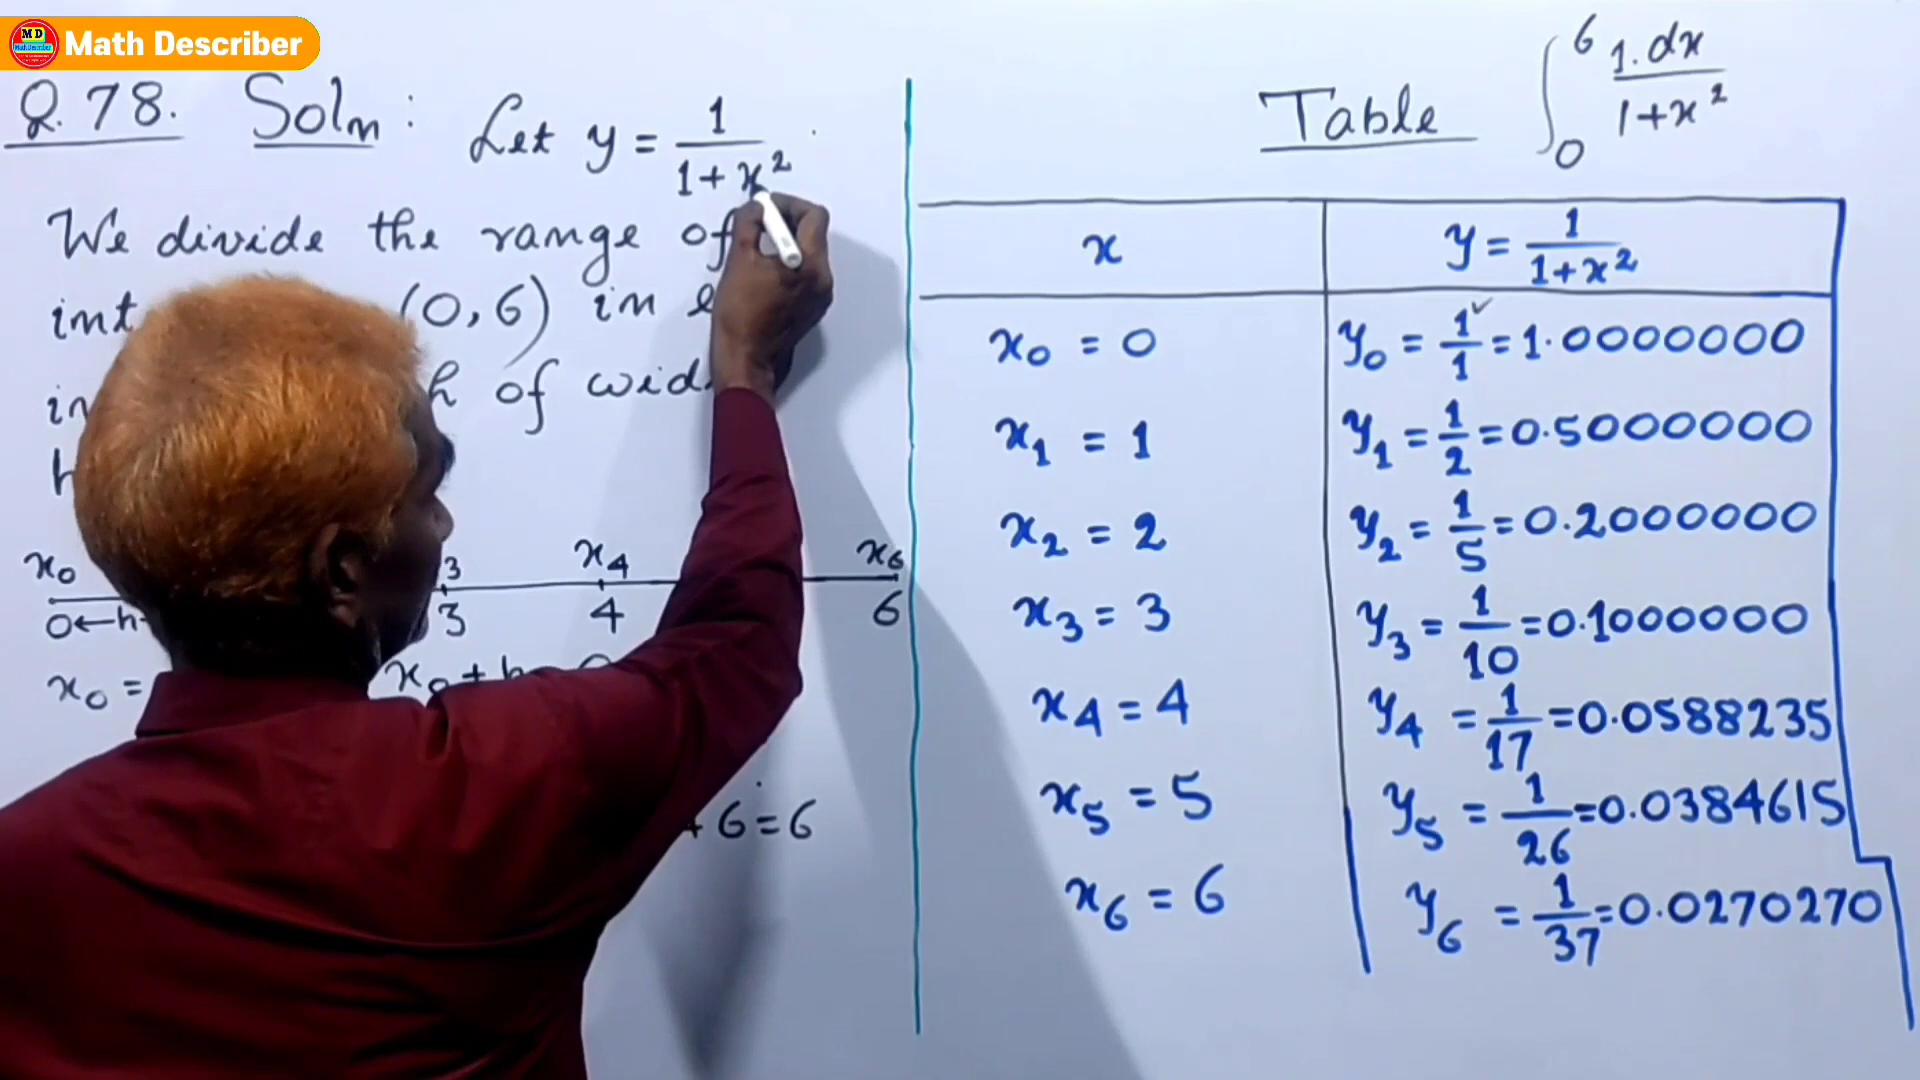 MD
Math Describer
Math Describer
Q.78. Soln: Let y = 1/(1+x²)
We divide the range of
(0,6) in
of
x₀ 3 x₄ x₆
0←h 3 4 6
x₀ = x₀ +
+ 6 = 6
Table ∫₀⁶ 1.dx/(1+x²)
x y = 1/(1+x²)
x₀ = 0 y₀ = 1/1 = 1.0000000
x₁ = 1 y₁ = 1/2 = 0.5000000
x₂ = 2 y₂ = 1/5 = 0.2000000
x₃ = 3 y₃ = 1/10 = 0.1000000
x₄ = 4 y₄ = 1/17 = 0.0588235
x₅ = 5 y₅ = 1/26 = 0.0384615
x₆ = 6 y₆ = 1/37 = 0.0270270